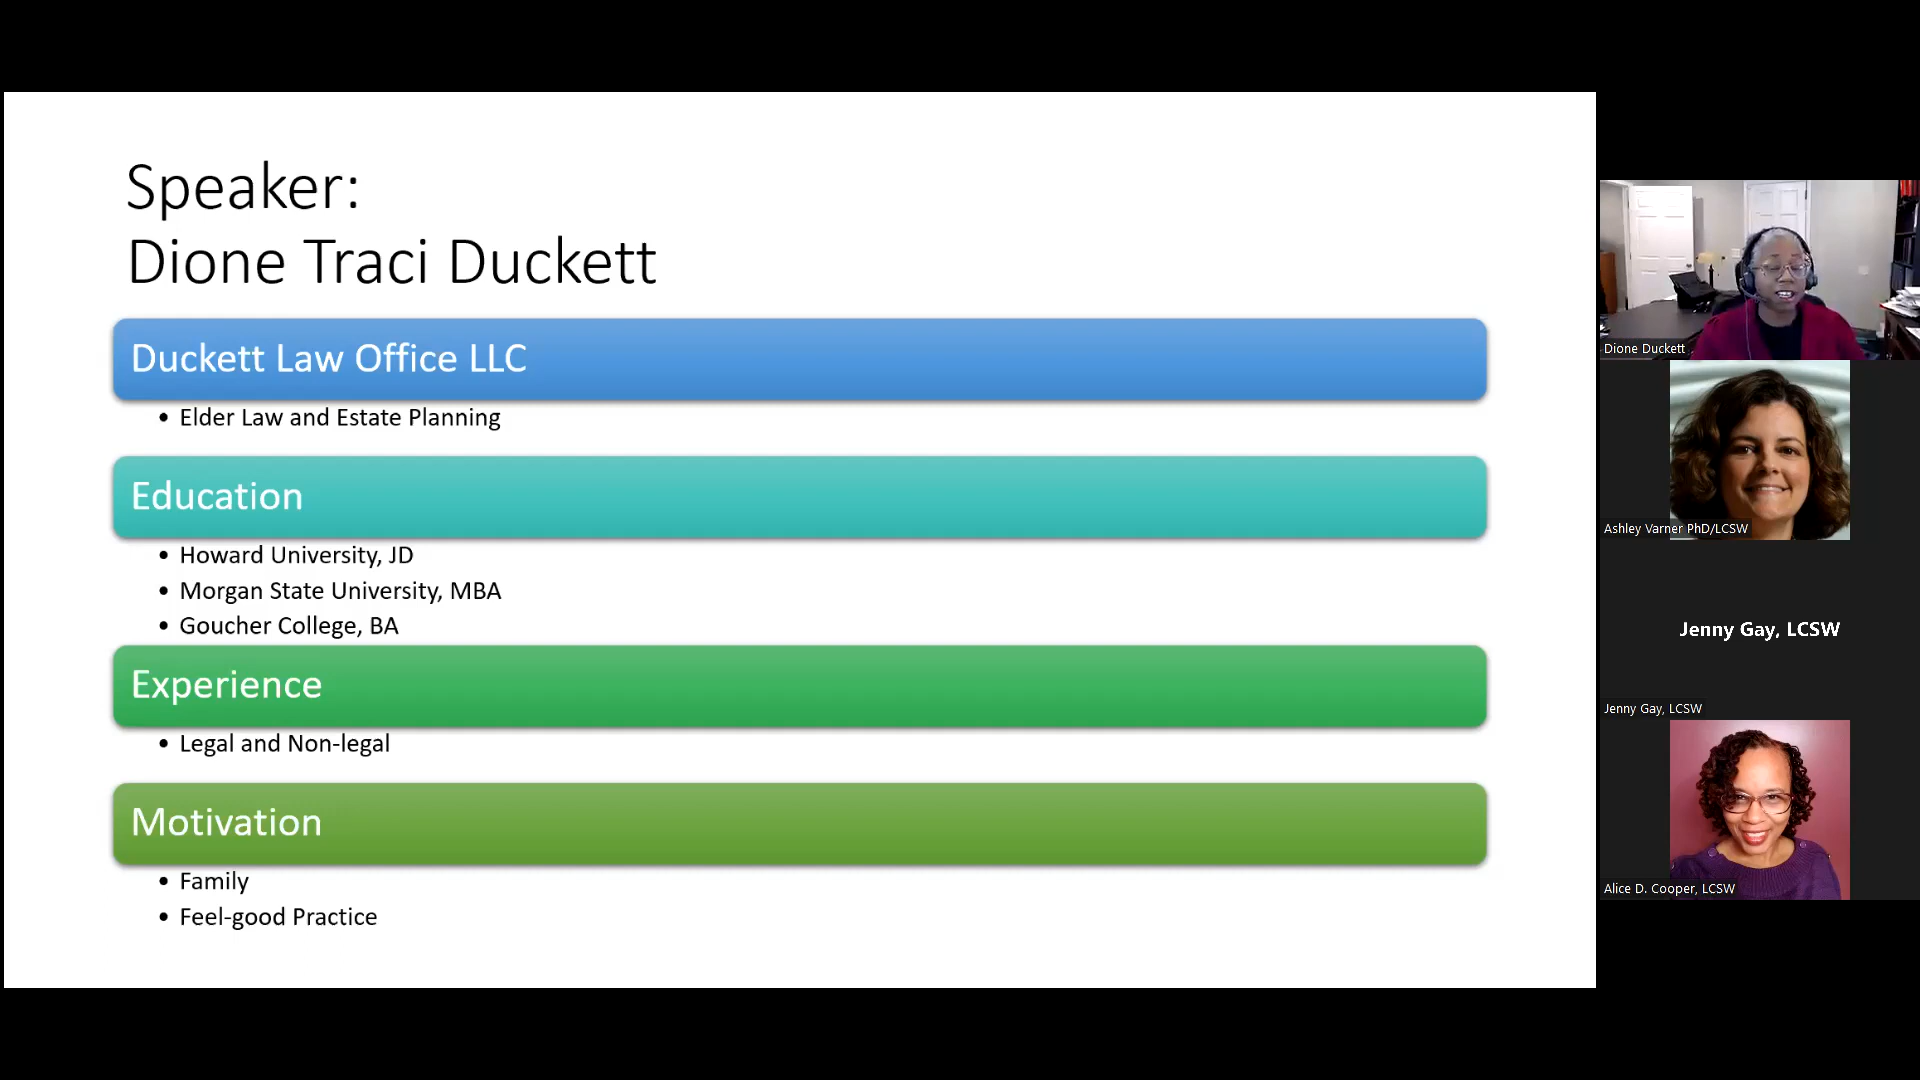 Speaker:
Dione Traci Duckett
Duckett Law Office LLC
• Elder Law and Estate Planning
Education
• Howard University, JD
• Morgan State University, MBA
• Goucher College, BA
Experience
• Legal and Non-legal
Motivation
• Family
• Feel-good Practice
Dione Duckett
Ashley Varner PhD/LCSW
Jenny Gay, LCSW
Jenny Gay, LCSW
Alice D. Cooper, LCSW